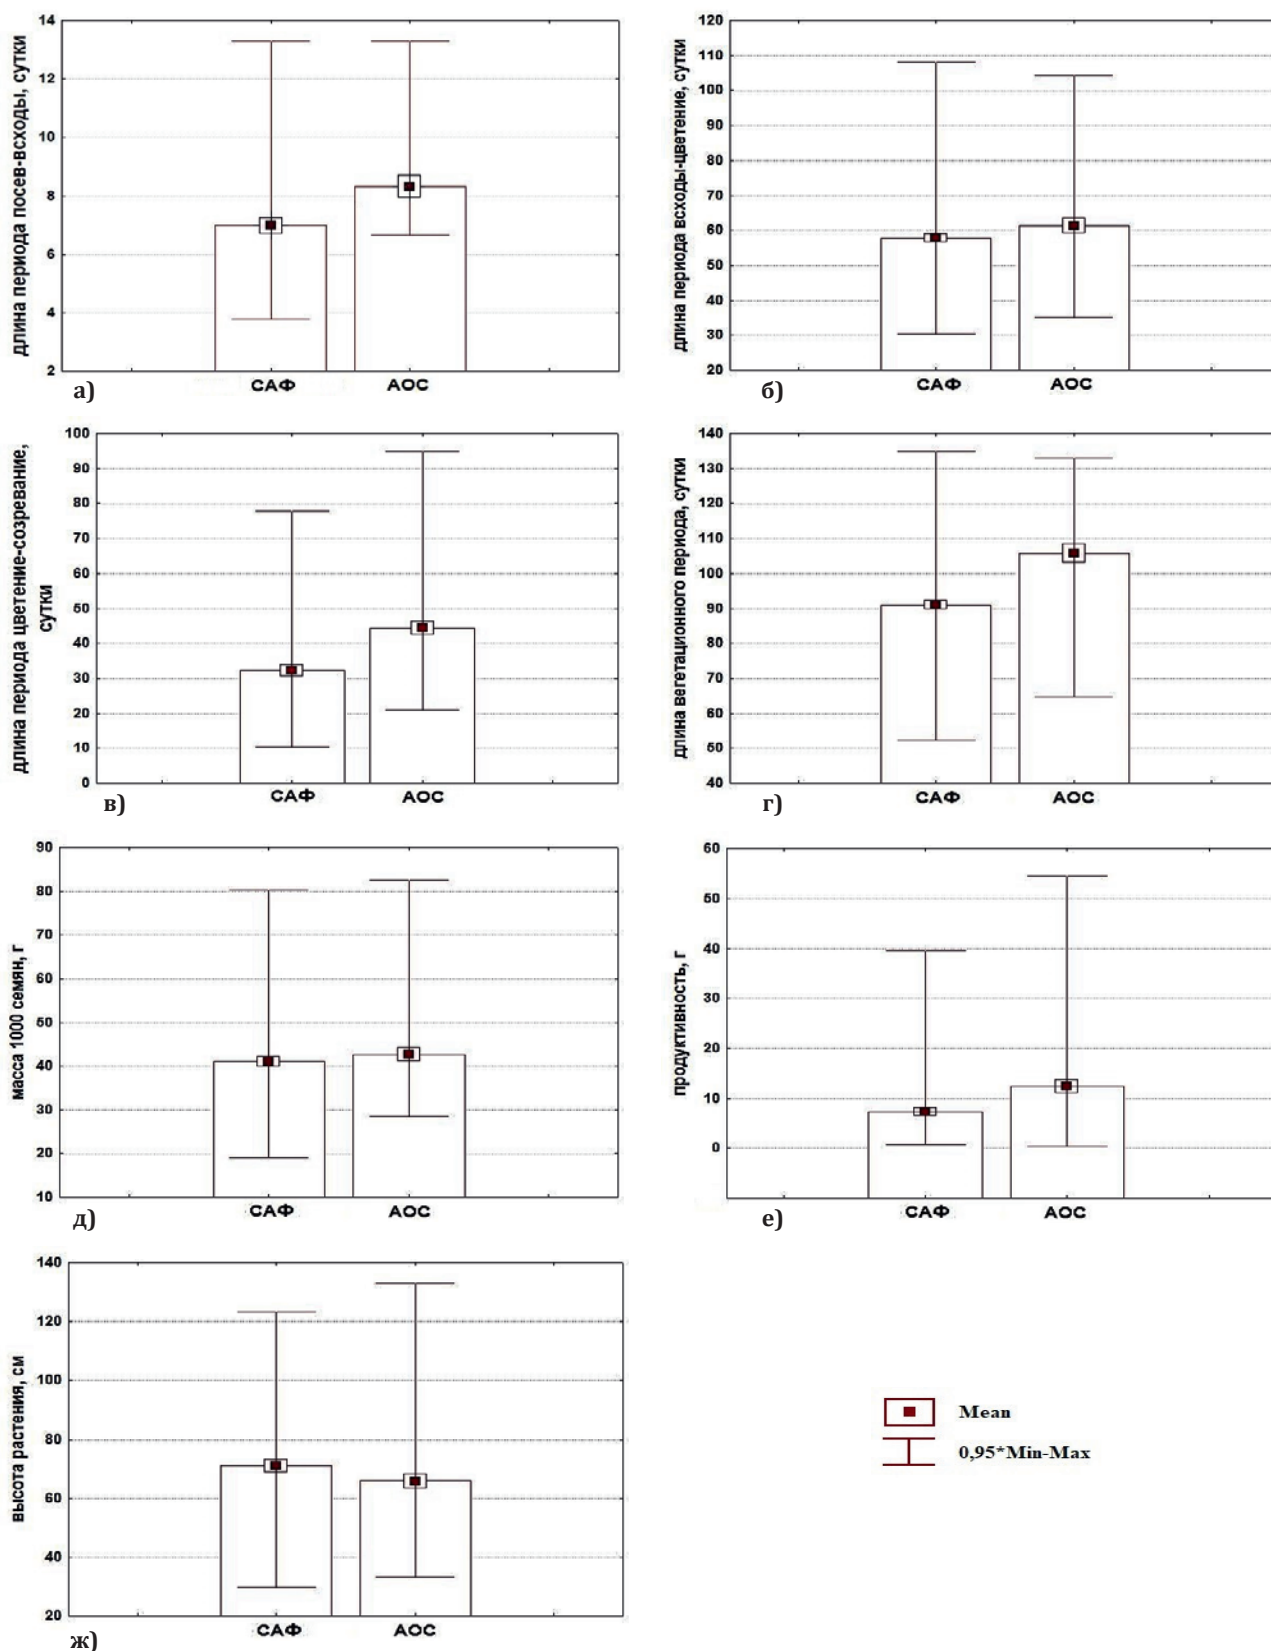 длина периода посев-всходы, сутки
14
12
10
8
6
4
2
САФ
АОС
а)
длина периода всходы-цветение, сутки
120
110
100
90
80
70
60
50
40
30
20
САФ
АОС
б)
длина периода цветение-созревание,
сутки
100
90
80
70
60
50
40
30
20
10
0
САФ
АОС
в)
длина вегетационного периода, сутки
140
130
120
110
100
90
80
70
60
50
40
САФ
АОС
г)
масса 1000 семян, г
90
80
70
60
50
40
30
20
10
САФ
АОС
д)
продуктивность, г
60
50
40
30
20
10
0
САФ
АОС
е)
высота растения, см
140
120
100
80
60
40
20
САФ
АОС
ж)
Mean
0,95*Min-Max